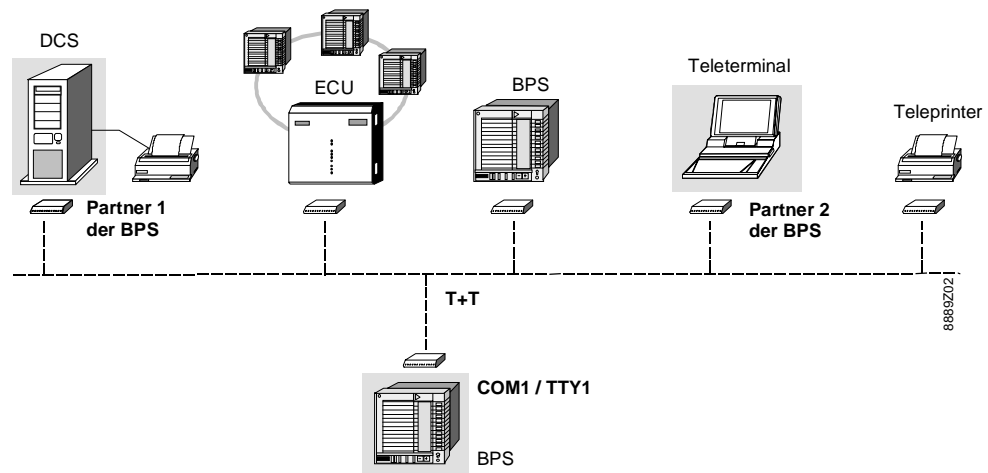 DCS
ECU
BPS
Teleterminal
Teleprinter
Partner 1
der BPS
Partner 2
der BPS
T+T
8889Z02
COM1 / TTY1
BPS